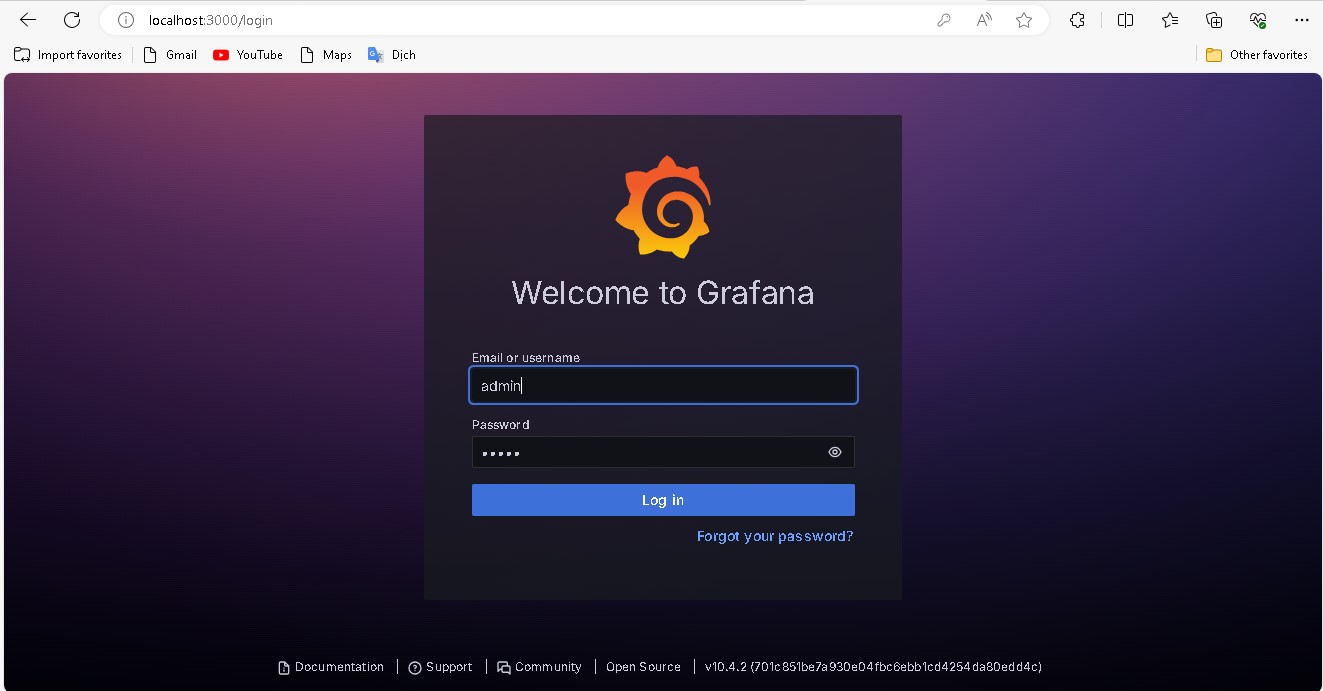 localhost:3000/login
Import favorites Gmail YouTube Maps Dịch Other favorites
Welcome to Grafana
Email or username
admin
Password
•••••
Log in
Forgot your password?
Documentation | Support | Community | Open Source | v10.4.2 (701c851be7a930e04fbc6ebb1cd4254da80edd4c)